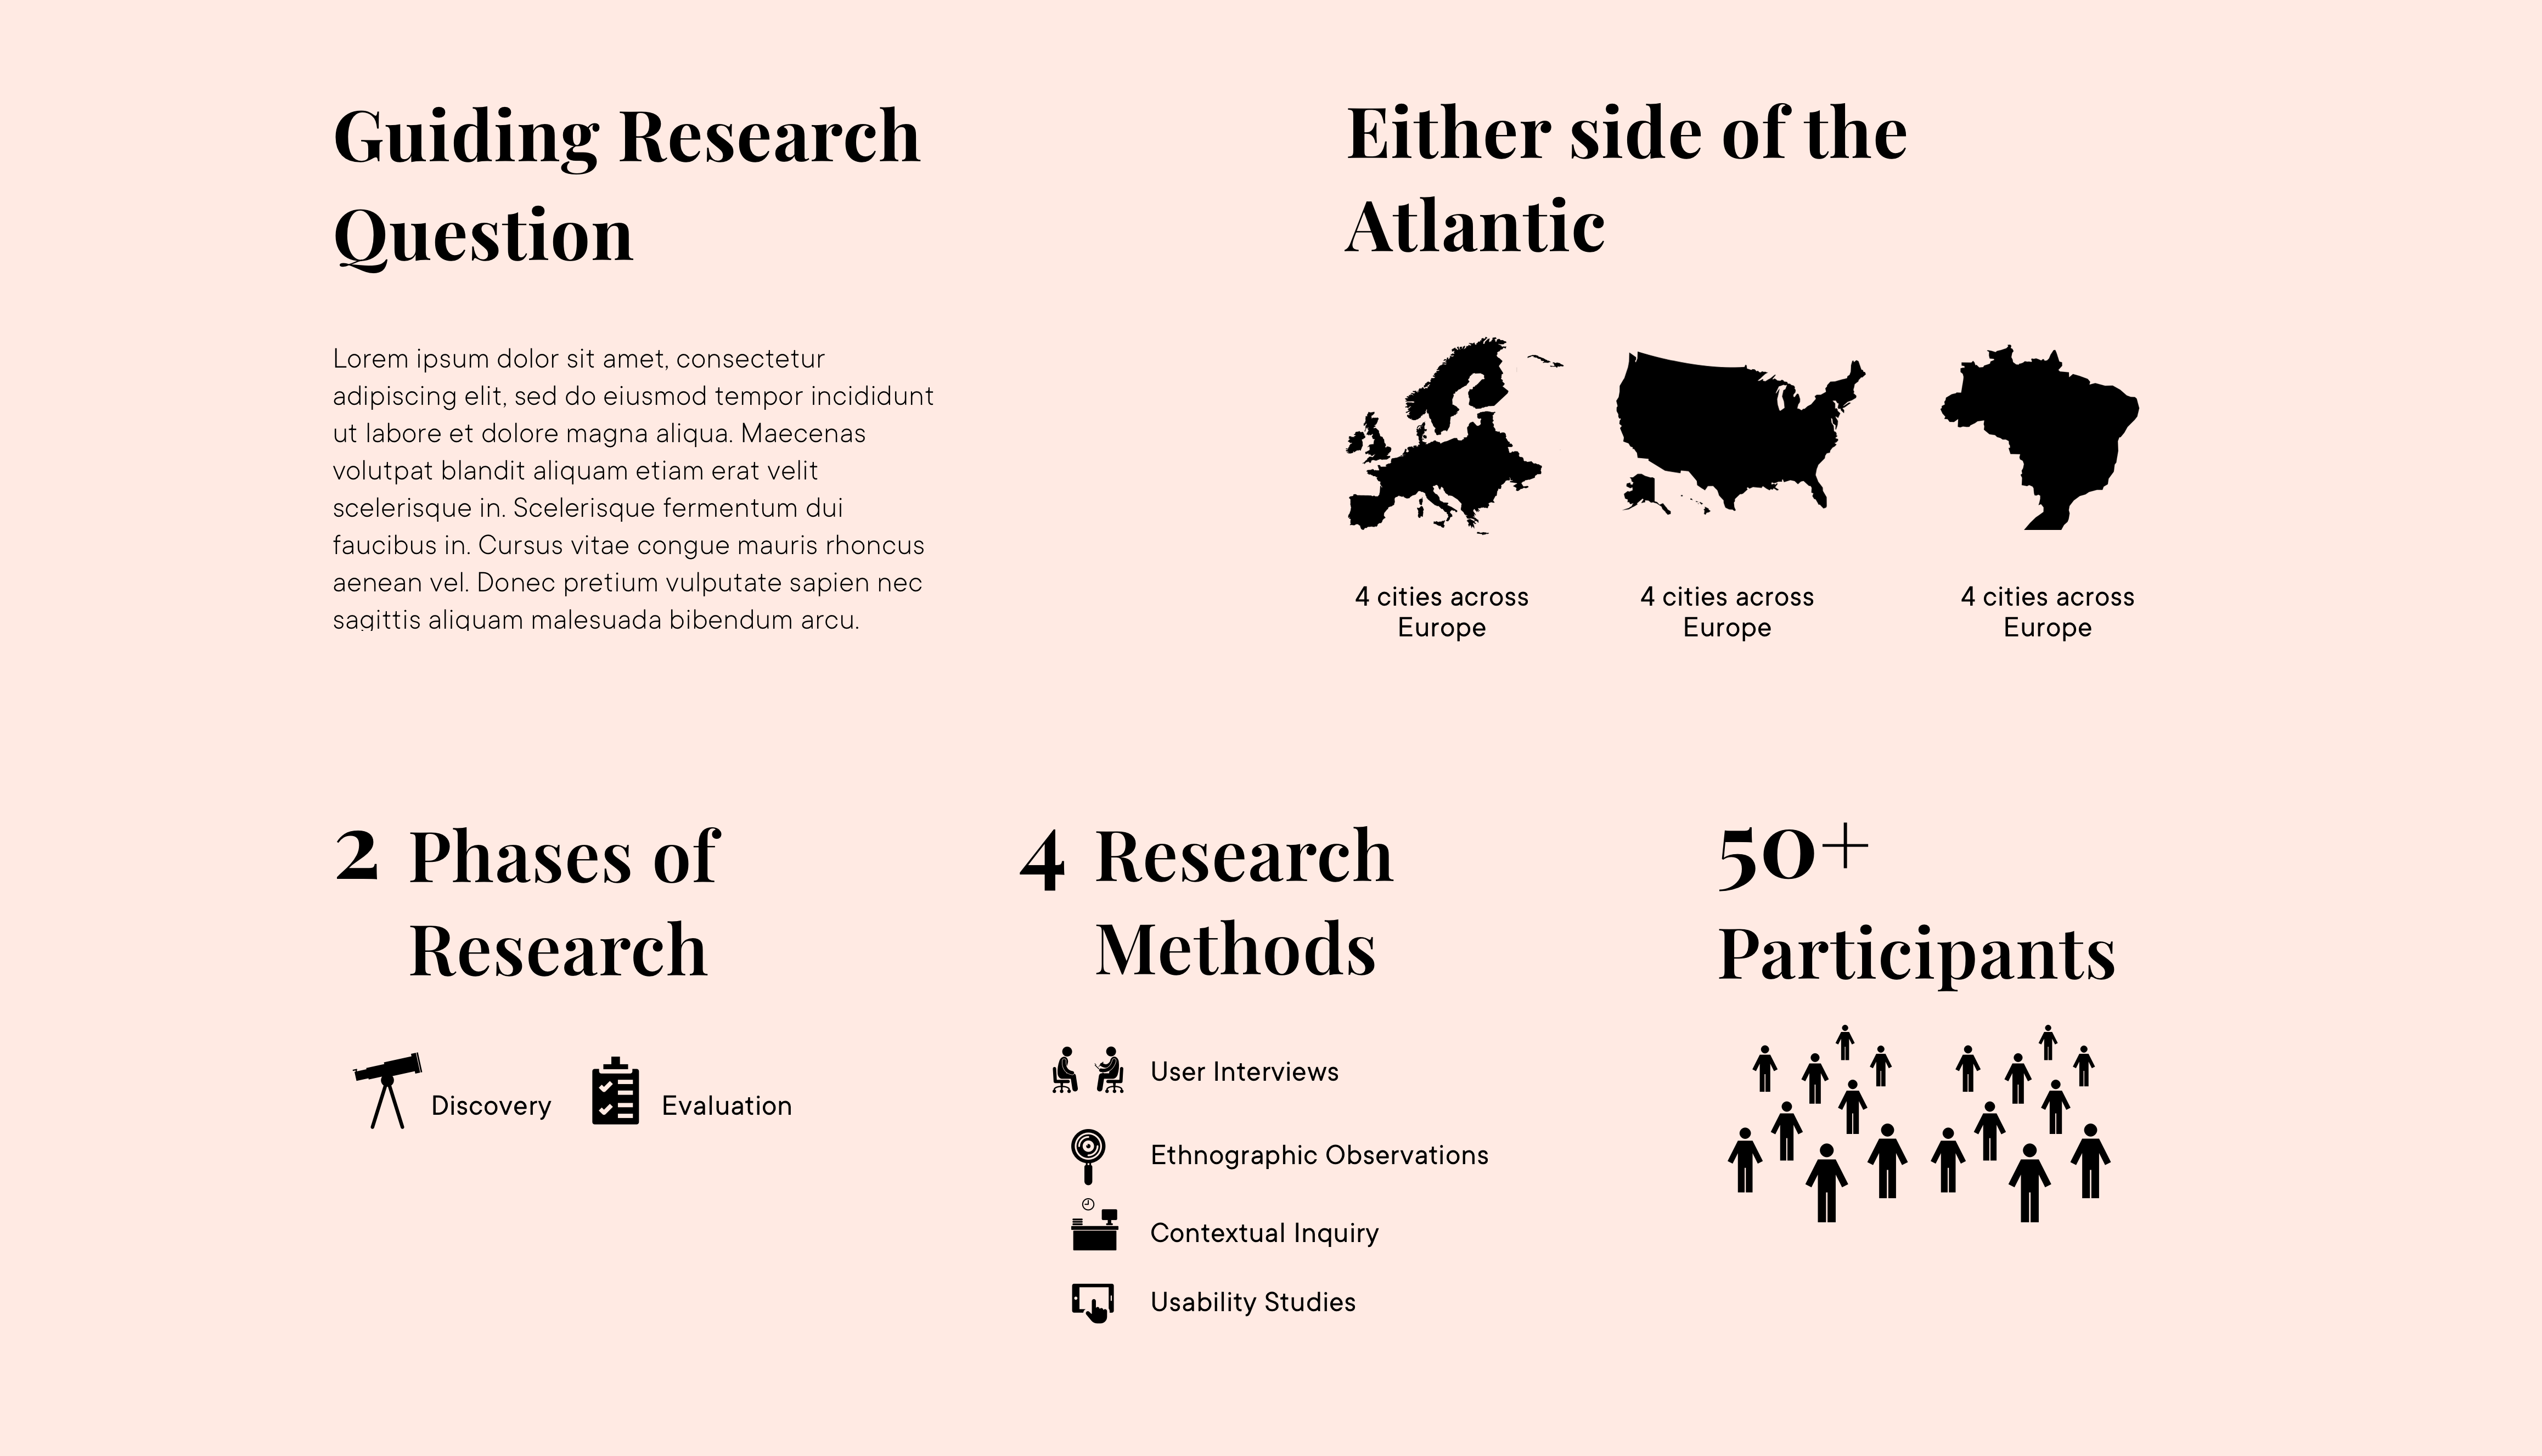 Guiding Research
Question
Lorem ipsum dolor sit amet, consectetur
adipiscing elit, sed do eiusmod tempor incididunt
ut labore et dolore magna aliqua. Maecenas
volutpat blandit aliquam etiam erat velit
scelerisque in. Scelerisque fermentum dui
faucibus in. Cursus vitae congue mauris rhoncus
aenean vel. Donec pretium vulputate sapien nec
sagittis aliquam malesuada bibendum arcu.
Either side of the
Atlantic
4 cities across
Europe
4 cities across
Europe
4 cities across
Europe
2 Phases of
Research
Discovery
Evaluation
4 Research
Methods
User Interviews
Ethnographic Observations
Contextual Inquiry
Usability Studies
50+
Participants